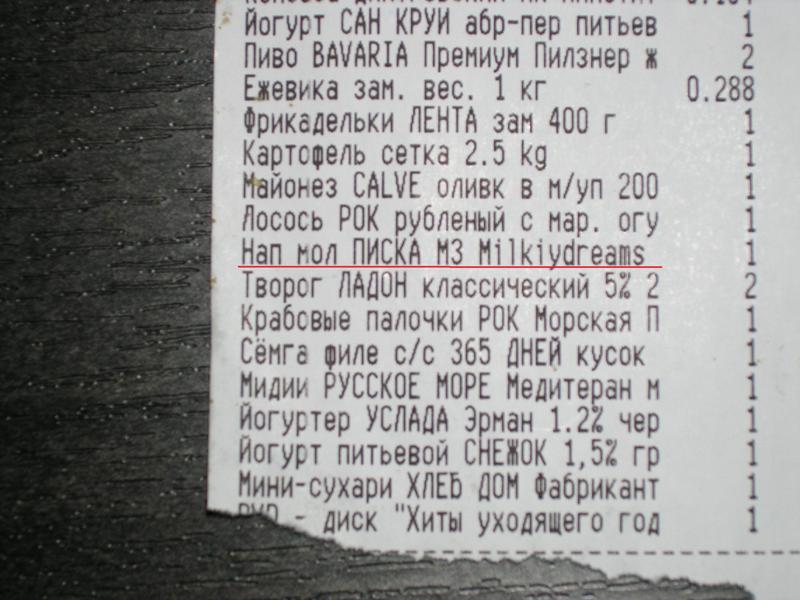 Йогурт САН КРУИ абр-пер питьев 1
Пиво BAVARIA Премиум Пилзнер ж 2
Ежевика зам. вес. 1 кг 0.288
Фрикадельки ЛЕНТА зам 400 г 1
Картофель сетка 2.5 kg 1
Майонез CALVE оливк в м/уп 200 1
Лосось РОК рубленый с мар. огу 1
Нап мол ПИСКА МЗ Milkiydreams 1
Творог ЛАДОН классический 5% 2 2
Крабовые палочки РОК Морская П 1
Сёмга филе с/с 365 ДНЕЙ кусок 1
Мидии РУССКОЕ МОРЕ Медитеран м 1
Йогуртер УСЛАДА Эрман 1.2% чер 1
Йогурт питьевой СНЕЖОК 1,5% гр 1
Мини-сухари ХЛЕБ ДОМ Фабрикант 1
- диск "Хиты уходящего год 1